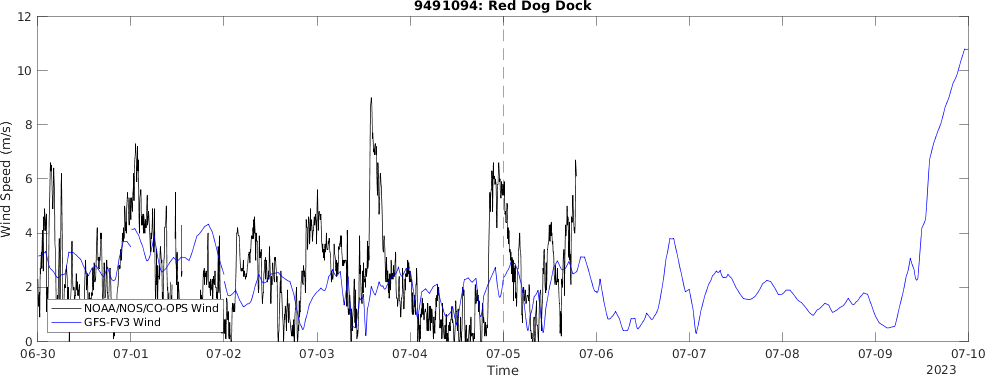 9491094: Red Dog Dock
Wind Speed (m/s)
12
10
8
6
4
2
0
NOAA/NOS/CO-OPS Wind
GFS-FV3 Wind
06-30 07-01 07-02 07-03 07-04 07-05 07-06 07-07 07-08 07-09 07-10
Time
2023